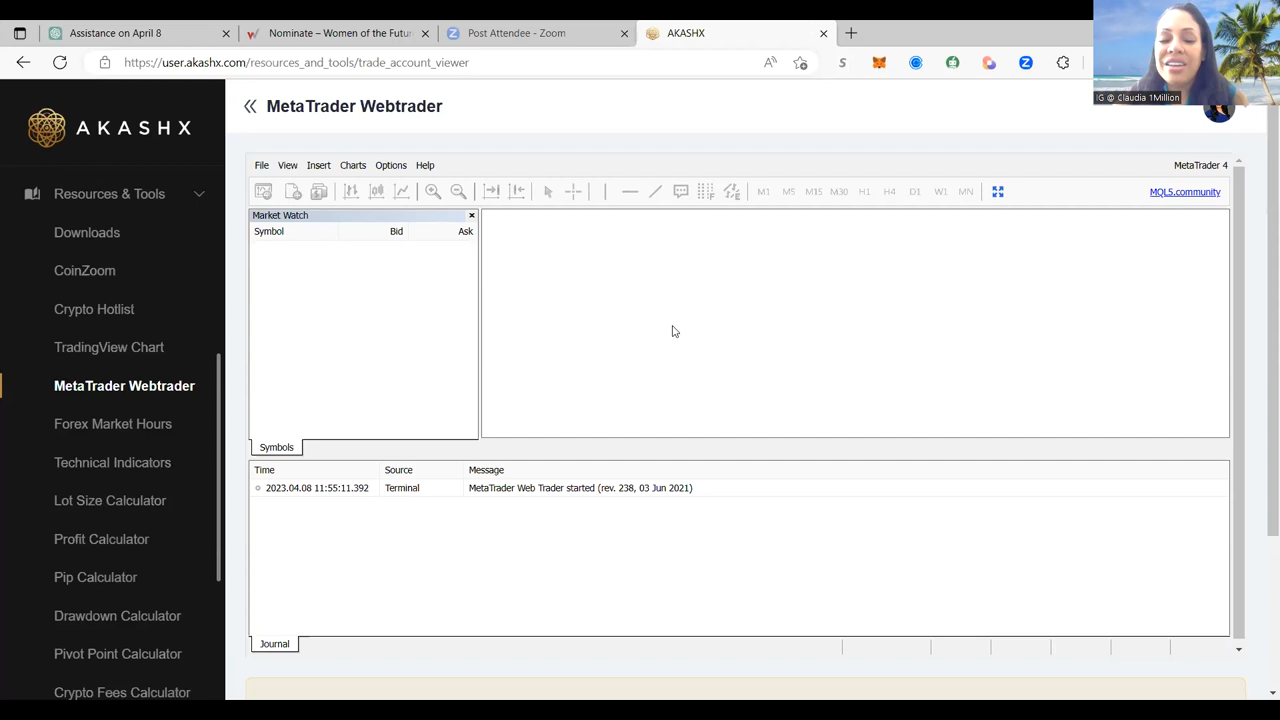 Assistance on April 8
Nominate – Women of the Futur
Post Attendee - Zoom
AKASHX
https://user.akashx.com/resources_and_tools/trade_account_viewer
IG @ Claudia 1Million
AKASHX
MetaTrader Webtrader
Resources & Tools
Downloads
CoinZoom
Crypto Hotlist
TradingView Chart
MetaTrader Webtrader
Forex Market Hours
Technical Indicators
Lot Size Calculator
Profit Calculator
Pip Calculator
Drawdown Calculator
Pivot Point Calculator
Crypto Fees Calculator
File View Insert Charts Options Help MetaTrader 4
M1 M5 M15 M30 H1 H4 D1 W1 MN MQL5.community
Market Watch
Symbol Bid Ask
Symbols
Time Source Message
2023.04.08 11:55:11.392 Terminal MetaTrader Web Trader started (rev. 238, 03 Jun 2021)
Journal